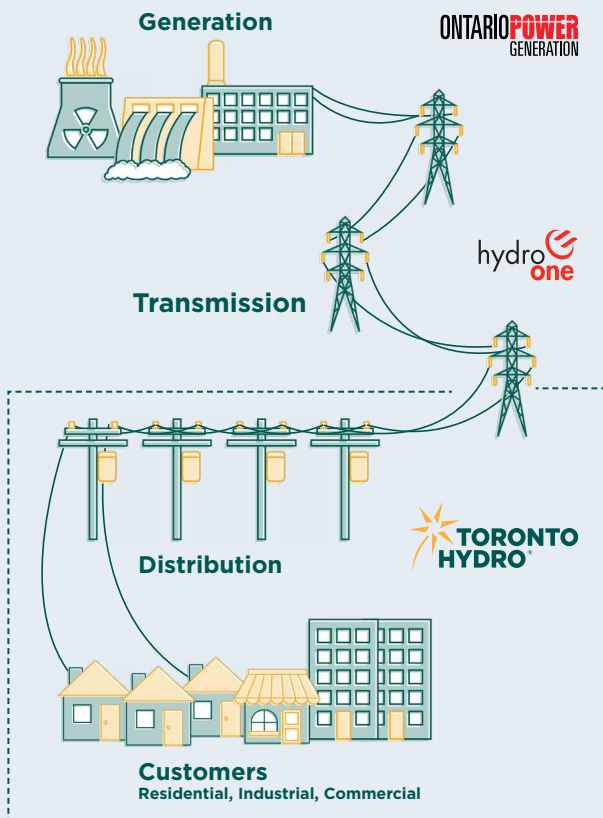 Generation
ONTARIOPOWER
GENERATION
hydro
one
Transmission
TORONTO
HYDRO®
Distribution
Customers
Residential, Industrial, Commercial